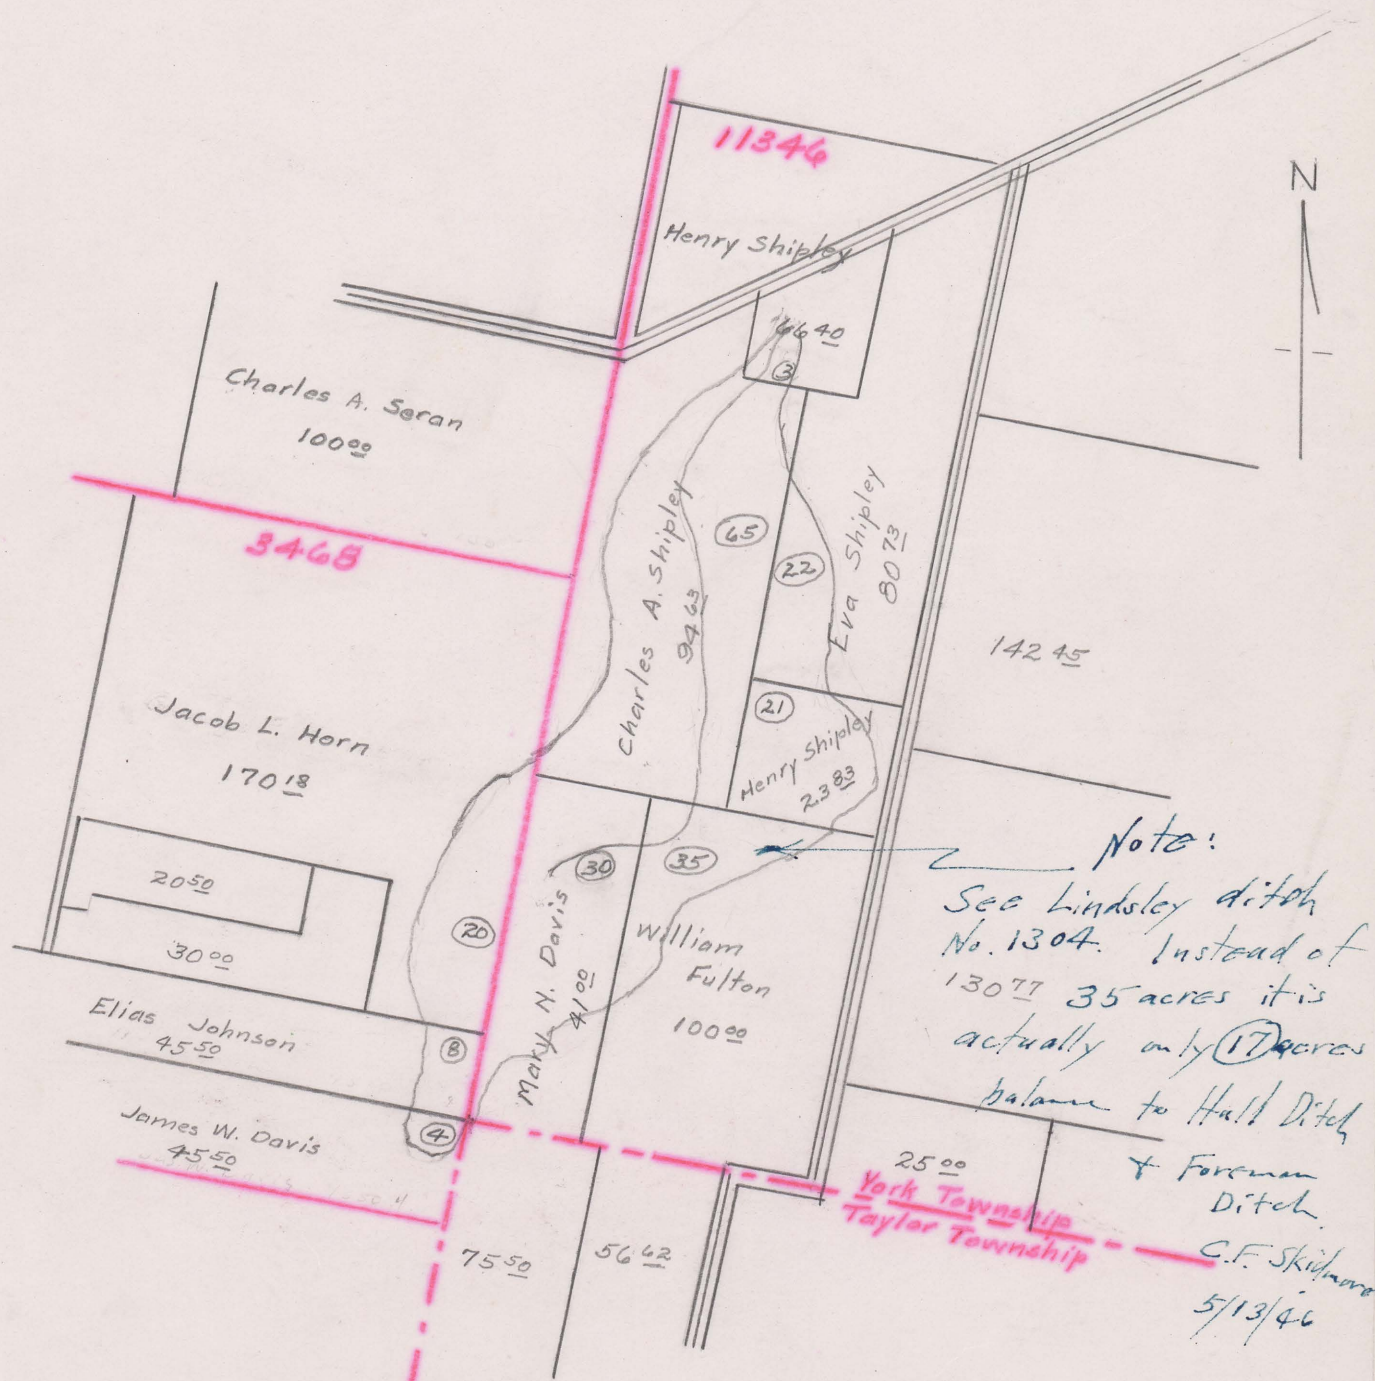 11346
N
Henry Shipley
66 40
3
Charles A. Seran
100 00
3468
Charles A. Shipley
94 63
65
22
Eva Shipley
80 73
142 45
21
Henry Shipley
23 83
Jacob L. Horn
170 18
20 50
30 00
20
30
35
Mary N. Davis
41 00
William
Fulton
100 00
Elias Johnson
45 50
8
James W. Davis
45 50
4
Note:
See Lindsley ditch
No. 1304. Instead of
130 77
35 acres it is
actually only 17 acres
balance to Hall Ditch
& Foreman
Ditch.
C.F. Skidmore
5/13/46
25 00
York Township
Taylor Township
75 50
56 62